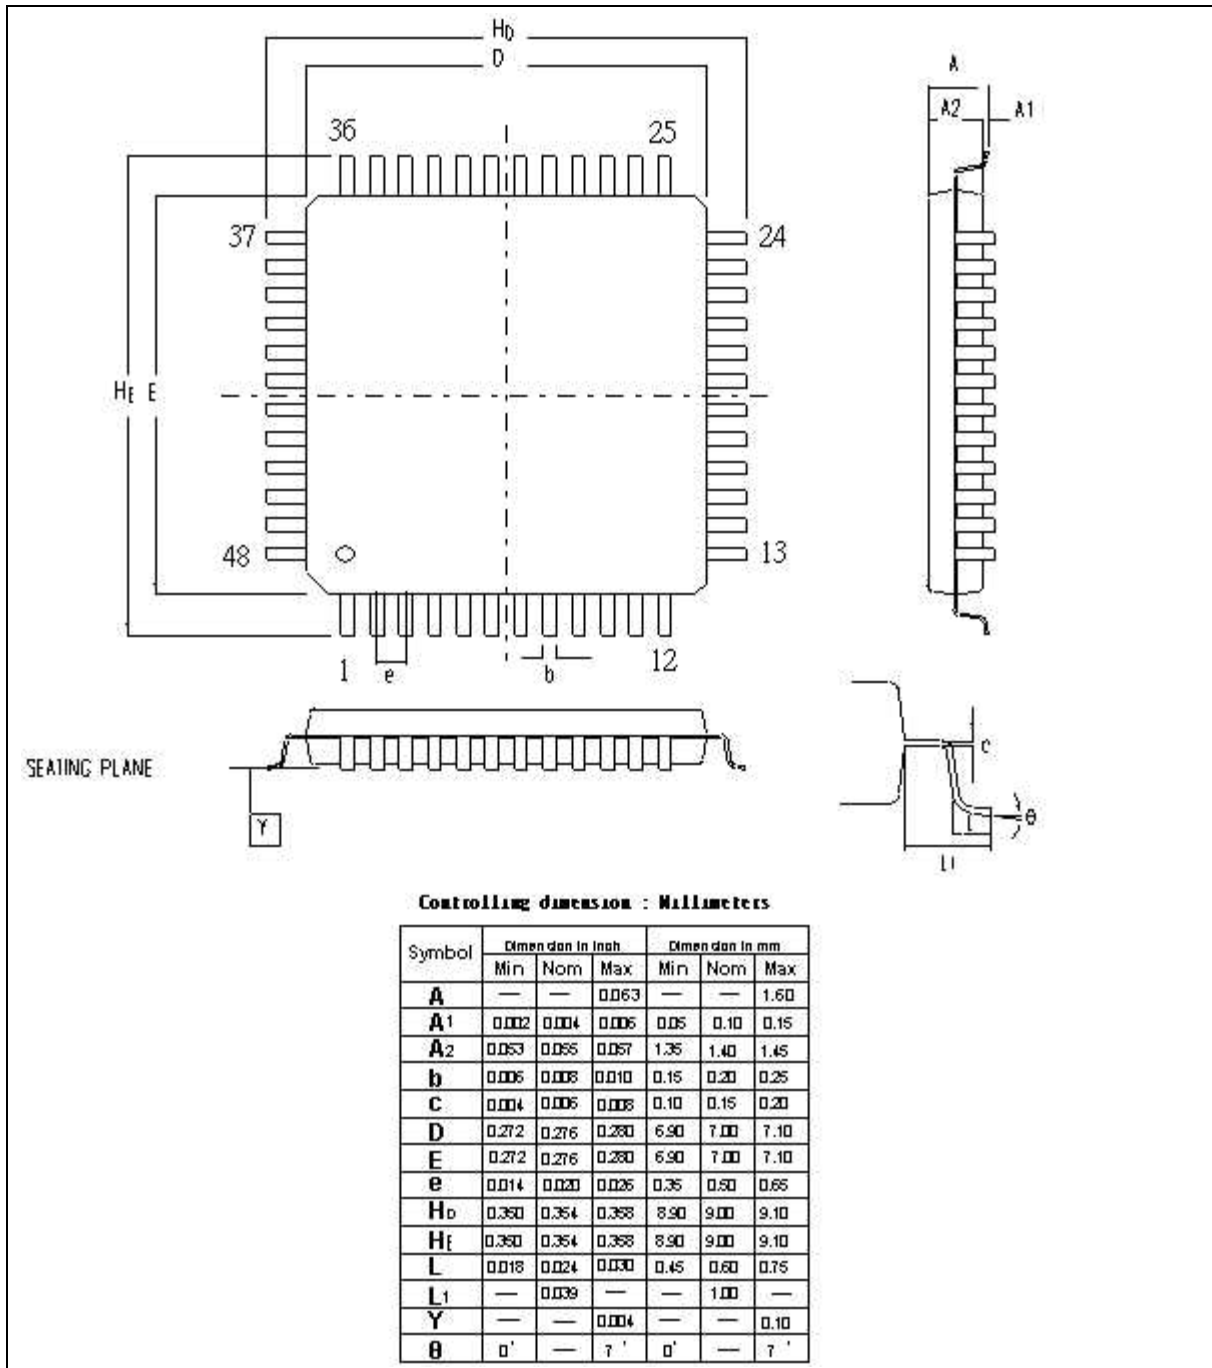 HD
D
A
A2 A1
36 25
37 24
HE E
48 13
1 e b 12
SEATING PLANE
Y
c
θ
L
L1
Controlling dimension : Millimeters
Symbol Dimension in inch Dimension in mm
Min Nom Max Min Nom Max
A — — 0.063 — — 1.60
A1 0.002 0.004 0.006 0.05 0.10 0.15
A2 0.053 0.055 0.057 1.35 1.40 1.45
b 0.006 0.008 0.010 0.15 0.20 0.25
c 0.004 0.006 0.008 0.10 0.15 0.20
D 0.272 0.276 0.280 6.90 7.00 7.10
E 0.272 0.276 0.280 6.90 7.00 7.10
e 0.014 0.020 0.026 0.35 0.50 0.65
HD 0.350 0.354 0.358 8.90 9.00 9.10
HE 0.350 0.354 0.358 8.90 9.00 9.10
L 0.018 0.024 0.030 0.45 0.60 0.75
L1 — 0.039 — — 1.00 —
Y — — 0.004 — — 0.10
θ 0° — 7° 0° — 7°